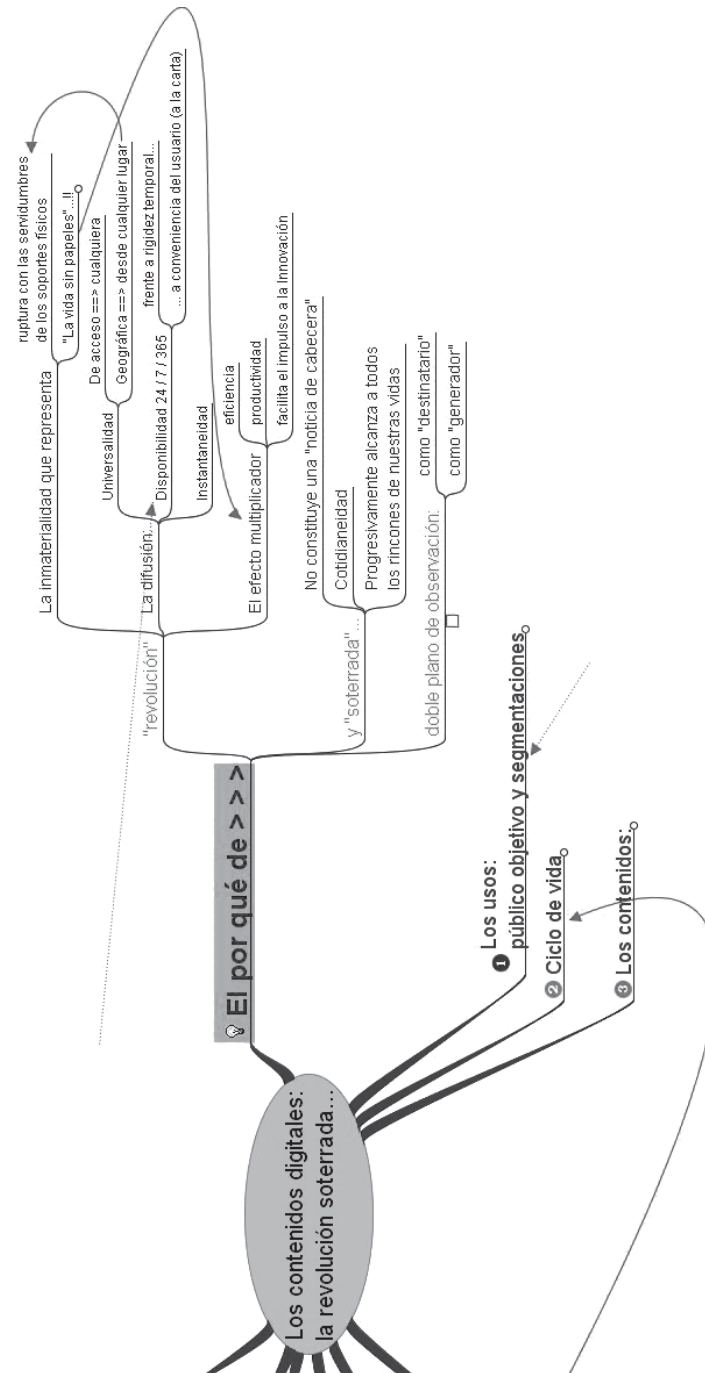 Los contenidos digitales:
la revolución soterrada...
El por qué de > > >
"revolución"
La inmaterialidad que representa
ruptura con las servidumbres
de los soportes físicos
"La vida sin papeles"...!!
La difusión:...
Universalidad
De acceso ==> cualquiera
Geográfica ==> desde cualquier lugar
Disponibilidad 24 / 7 / 365
frente a rigidez temporal...
... a conveniencia del usuario (a la carta)
Instantaneidad
El efecto multiplicador
eficiencia
productividad
facilita el impulso a la Innovación
y "soterrada" ...
No constituye una "noticia de cabecera"
Cotidianeidad
Progresivamente alcanza a todos
los rincones de nuestras vidas
doble plano de observación:
como "destinatario"
como "generador"
1 Los usos:
público objetivo y segmentaciones
2 Ciclo de vida
3 Los contenidos: